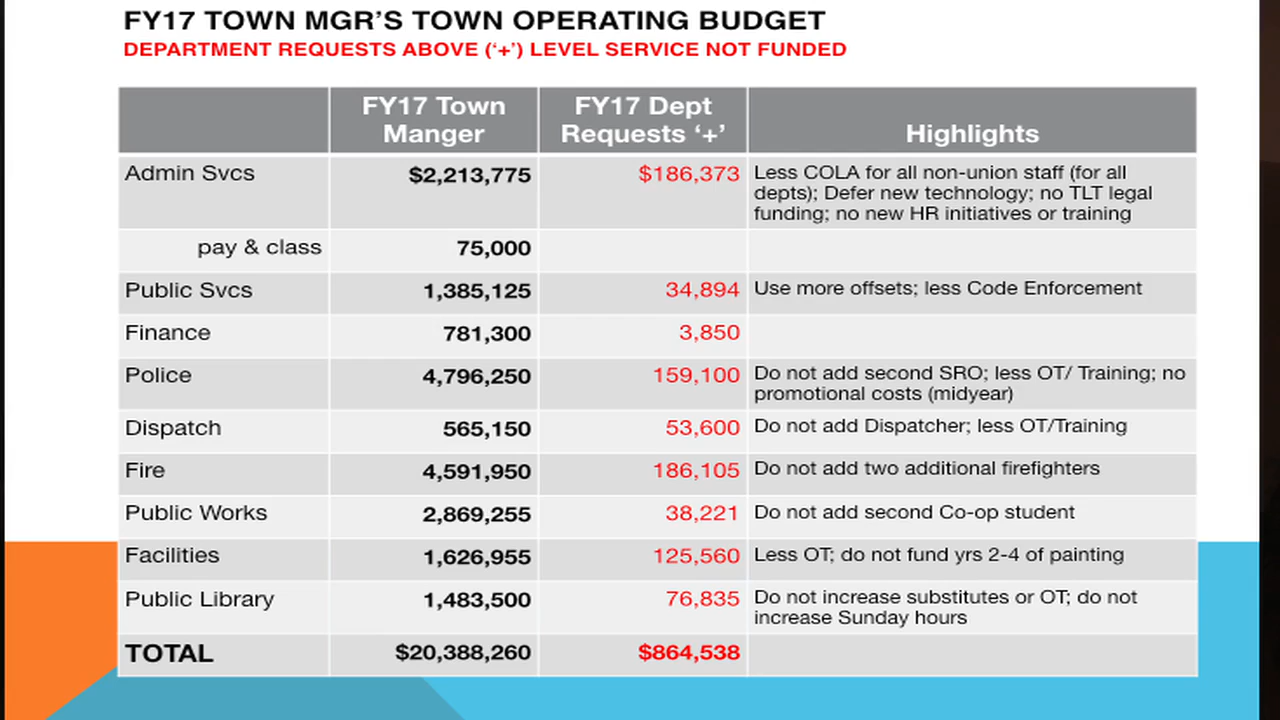 FY17 TOWN MGR'S TOWN OPERATING BUDGET
DEPARTMENT REQUESTS ABOVE ('+') LEVEL SERVICE NOT FUNDED
FY17 Town Manger FY17 Dept Requests '+' Highlights
Admin Svcs $2,213,775 $186,373 Less COLA for all non-union staff (for all
depts); Defer new technology; no TLT legal
funding; no new HR initiatives or training
pay & class 75,000
Public Svcs 1,385,125 34,894 Use more offsets; less Code Enforcement
Finance 781,300 3,850
Police 4,796,250 159,100 Do not add second SRO; less OT/ Training; no
promotional costs (midyear)
Dispatch 565,150 53,600 Do not add Dispatcher; less OT/Training
Fire 4,591,950 186,105 Do not add two additional firefighters
Public Works 2,869,255 38,221 Do not add second Co-op student
Facilities 1,626,955 125,560 Less OT; do not fund yrs 2-4 of painting
Public Library 1,483,500 76,835 Do not increase substitutes or OT; do not
increase Sunday hours
TOTAL $20,388,260 $864,538